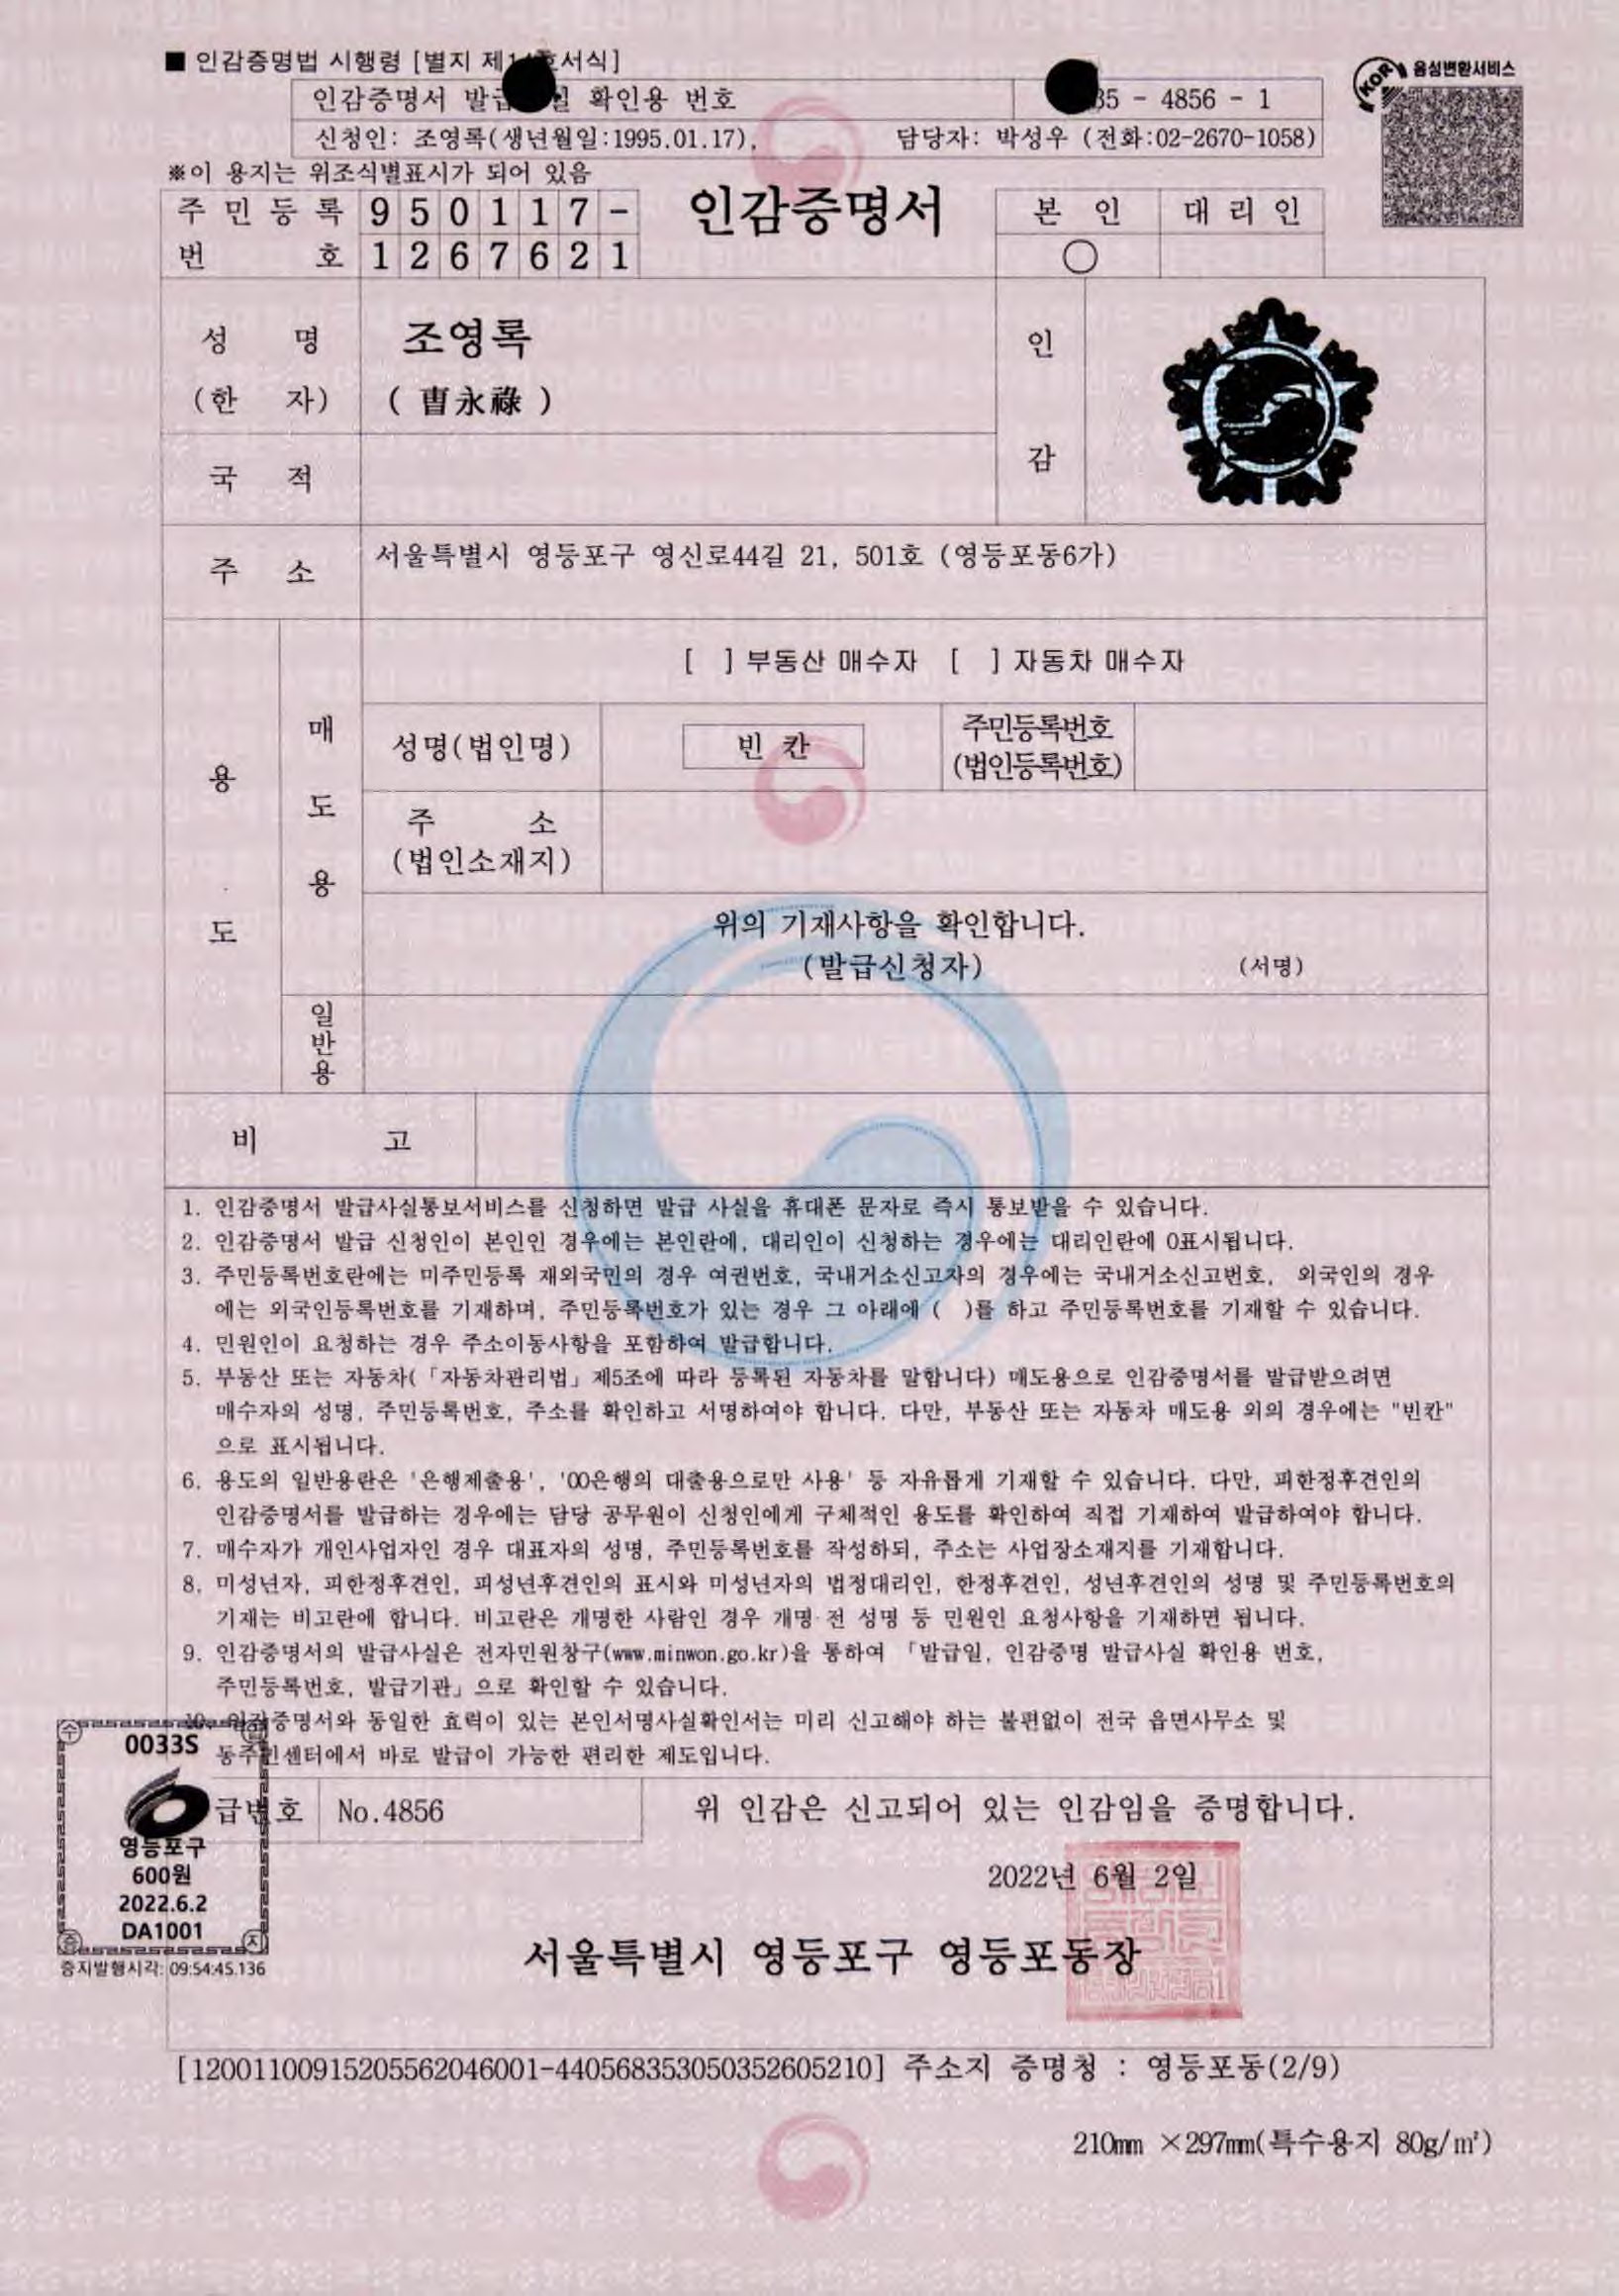 ■ 인감증명법 시행령 [별지 제14호서식]
음성변환서비스
KOR
인감증명서 발급 확인용 번호
35 - 4856 - 1
신청인: 조영록(생년월일:1995.01.17), 담당자: 박성우 (전화:02-2670-1058)
※이 용지는 위조식별표시가 되어 있음
주민등록 950117-
번 호 1267621
인감증명서
본 인 대리인
○
성 명 조영록
(한 자) (曺永祿)
인
감
국 적
주 소 서울특별시 영등포구 영신로44길 21, 501호 (영등포동6가)
용
도
매
도
용
[ ] 부동산 매수자 [ ] 자동차 매수자
성명(법인명) 빈 칸 주민등록번호
(법인등록번호)
주 소
(법인소재지)
위의 기재사항을 확인합니다.
(발급신청자) (서명)
일
반
용
비 고
1. 인감증명서 발급사실통보서비스를 신청하면 발급 사실을 휴대폰 문자로 즉시 통보받을 수 있습니다.
2. 인감증명서 발급 신청인이 본인인 경우에는 본인란에, 대리인이 신청하는 경우에는 대리인란에 O표시됩니다.
3. 주민등록번호란에는 미주민등록 재외국민의 경우 여권번호, 국내거소신고자의 경우에는 국내거소신고번호, 외국인의 경우
에는 외국인등록번호를 기재하며, 주민등록번호가 있는 경우 그 아래에 ( )를 하고 주민등록번호를 기재할 수 있습니다.
4. 민원인이 요청하는 경우 주소이동사항을 포함하여 발급합니다.
5. 부동산 또는 자동차(「자동차관리법」 제5조에 따라 등록된 자동차를 말합니다) 매도용으로 인감증명서를 발급받으려면
매수자의 성명, 주민등록번호, 주소를 확인하고 서명하여야 합니다. 다만, 부동산 또는 자동차 매도용 외의 경우에는 "빈칸"
으로 표시됩니다.
6. 용도의 일반용란은 '은행제출용', '00은행의 대출용으로만 사용' 등 자유롭게 기재할 수 있습니다. 다만, 피한정후견인의
인감증명서를 발급하는 경우에는 담당 공무원이 신청인에게 구체적인 용도를 확인하여 직접 기재하여 발급하여야 합니다.
7. 매수자가 개인사업자인 경우 대표자의 성명, 주민등록번호를 작성하되, 주소는 사업장소재지를 기재합니다.
8. 미성년자, 피한정후견인, 피성년후견인의 표시와 미성년자의 법정대리인, 한정후견인, 성년후견인의 성명 및 주민등록번호의
기재는 비고란에 합니다. 비고란은 개명한 사람인 경우 개명 전 성명 등 민원인 요청사항을 기재하면 됩니다.
9. 인감증명서의 발급사실은 전자민원창구(www.minwon.go.kr)을 통하여 「발급일, 인감증명 발급사실 확인용 번호,
주민등록번호, 발급기관」으로 확인할 수 있습니다.
10. 인감증명서와 동일한 효력이 있는 본인서명사실확인서는 미리 신고해야 하는 불편없이 전국 읍면사무소 및
동주민센터에서 바로 발급이 가능한 편리한 제도입니다.
급번호 No.4856 위 인감은 신고되어 있는 인감임을 증명합니다.
2022년 6월 2일
서울특별시 영등포구 영등포동장
수
0033S
영등포구
600원
2022.6.2
DA1001
증 지
증지발행시각: 09:54:45.136
[12001100915205562046001-440568353050352605210] 주소지 증명청 : 영등포동(2/9)
210mm ×297mm(특수용지 80g/㎡)